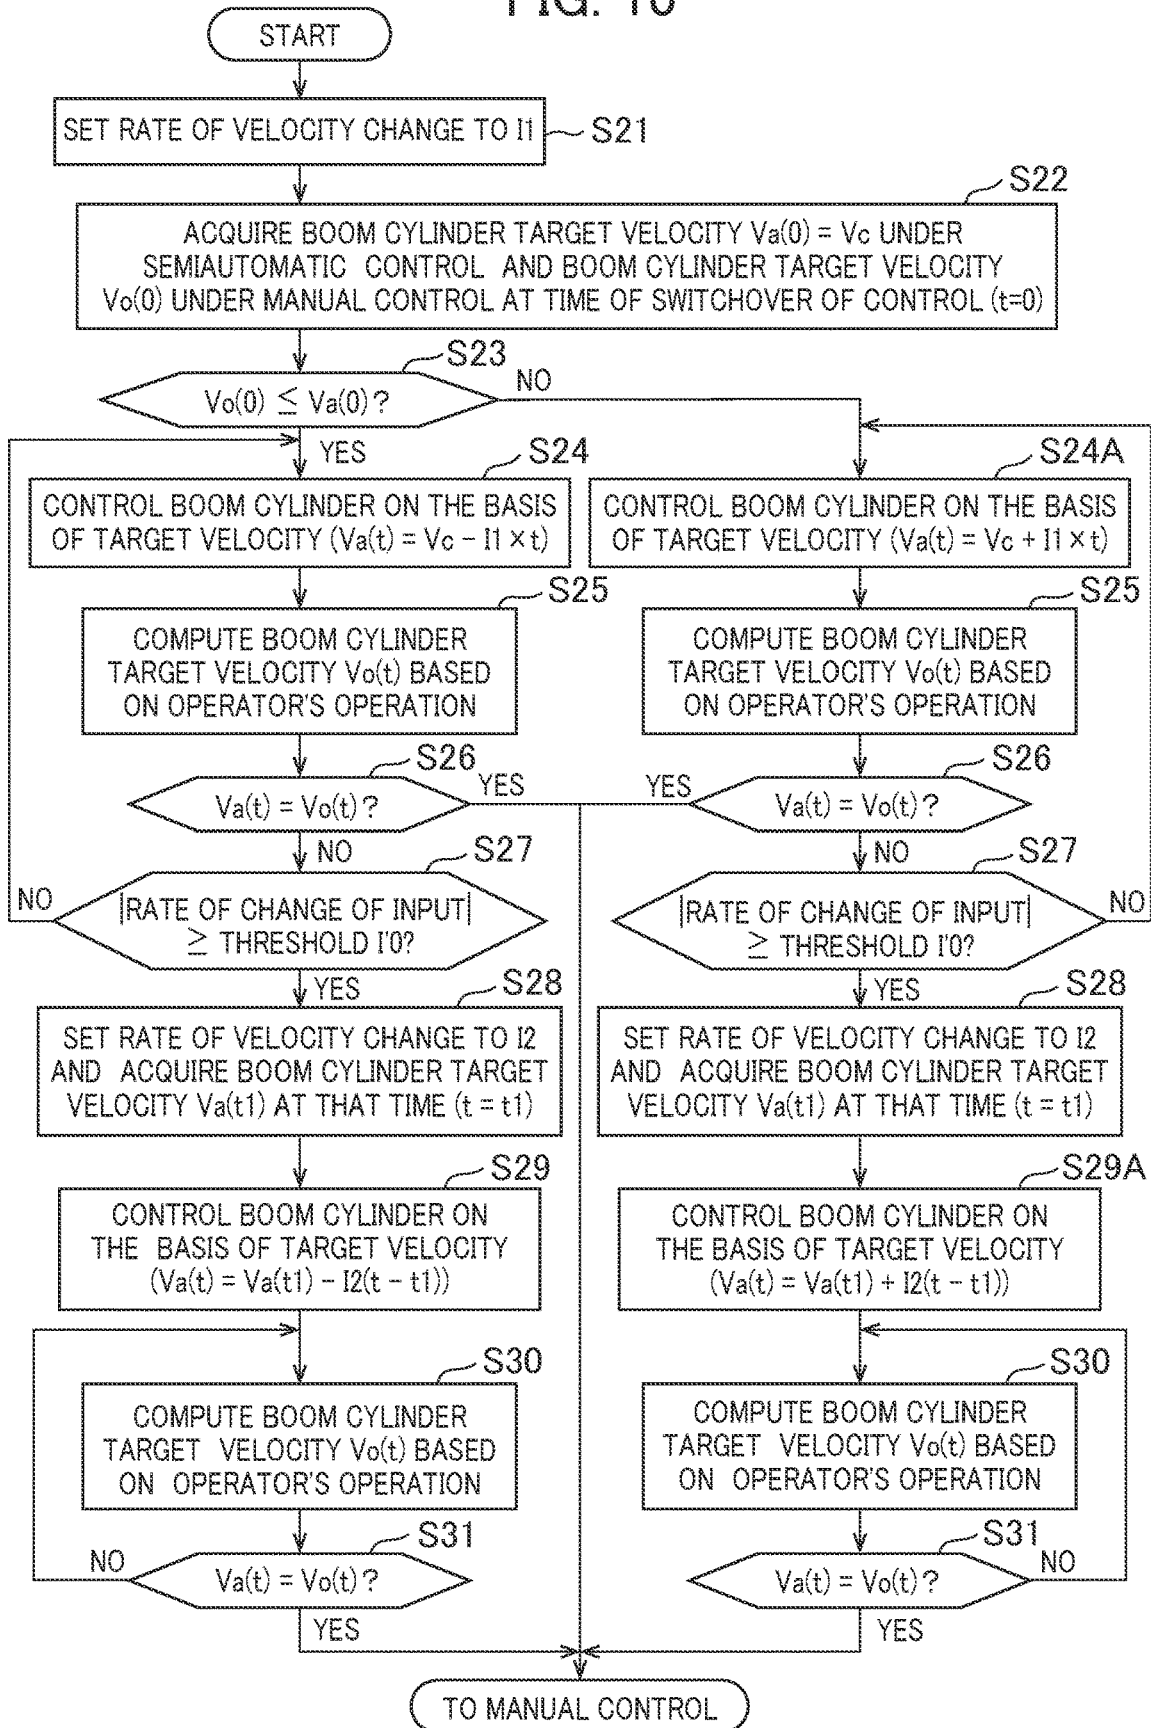 START
SET RATE OF VELOCITY CHANGE TO I1
S21
S22
ACQUIRE BOOM CYLINDER TARGET VELOCITY Va(0) = Vc UNDER
SEMIAUTOMATIC CONTROL AND BOOM CYLINDER TARGET VELOCITY
Vo(0) UNDER MANUAL CONTROL AT TIME OF SWITCHOVER OF CONTROL (t=0)
S23
Vo(0) ≤ Va(0)?
NO
YES
S24
CONTROL BOOM CYLINDER ON THE BASIS
OF TARGET VELOCITY (Va(t) = Vc − I1 × t)
S25
COMPUTE BOOM CYLINDER
TARGET VELOCITY Vo(t) BASED
ON OPERATOR'S OPERATION
S26
Va(t) = Vo(t)?
YES
NO
S27
|RATE OF CHANGE OF INPUT|
≥ THRESHOLD I'0?
NO
YES
S28
SET RATE OF VELOCITY CHANGE TO I2
AND ACQUIRE BOOM CYLINDER TARGET
VELOCITY Va(t1) AT THAT TIME (t = t1)
S29
CONTROL BOOM CYLINDER ON
THE BASIS OF TARGET VELOCITY
(Va(t) = Va(t1) − I2(t − t1))
S30
COMPUTE BOOM CYLINDER
TARGET VELOCITY Vo(t) BASED
ON OPERATOR'S OPERATION
S31
Va(t) = Vo(t)?
NO
YES
S24A
CONTROL BOOM CYLINDER ON THE BASIS
OF TARGET VELOCITY (Va(t) = Vc + I1 × t)
S25
COMPUTE BOOM CYLINDER
TARGET VELOCITY Vo(t) BASED
ON OPERATOR'S OPERATION
S26
Va(t) = Vo(t)?
YES
NO
S27
|RATE OF CHANGE OF INPUT|
≥ THRESHOLD I'0?
NO
YES
S28
SET RATE OF VELOCITY CHANGE TO I2
AND ACQUIRE BOOM CYLINDER TARGET
VELOCITY Va(t1) AT THAT TIME (t = t1)
S29A
CONTROL BOOM CYLINDER ON
THE BASIS OF TARGET VELOCITY
(Va(t) = Va(t1) + I2(t − t1))
S30
COMPUTE BOOM CYLINDER
TARGET VELOCITY Vo(t) BASED
ON OPERATOR'S OPERATION
S31
Va(t) = Vo(t)?
NO
YES
TO MANUAL CONTROL